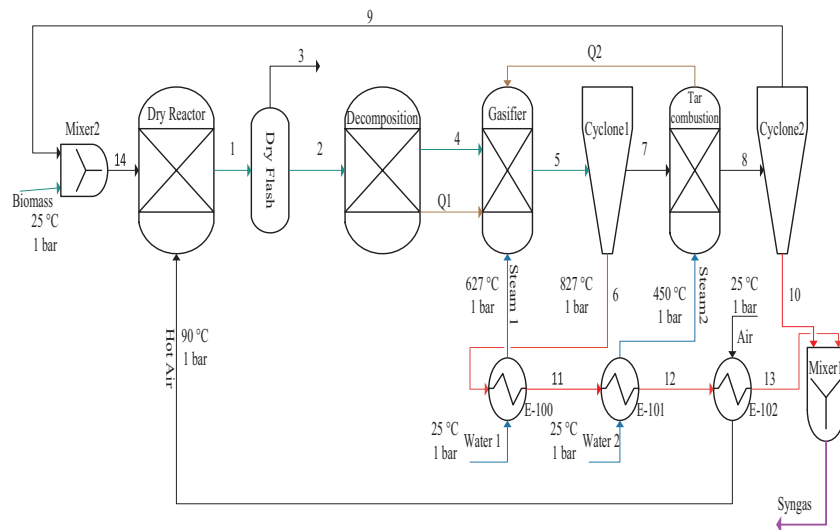 9
Q2
3
Dry Reactor
Decomposition
Gasifier
Tar
combustion
Cyclone1
Cyclone2
Mixer2
14
1
Dry Flash
2
4
5
7
8
Q1
Biomass
25 °C
1 bar
627 °C
1 bar
Steam 1
827 °C
1 bar
6
450 °C
1 bar
Steam2
25 °C
1 bar
Air
10
Hot Air
90 °C
1 bar
11
12
13
Mixer1
E-100
E-101
E-102
25 °C
1 bar
Water 1
25 °C
1 bar
Water 2
Syngas